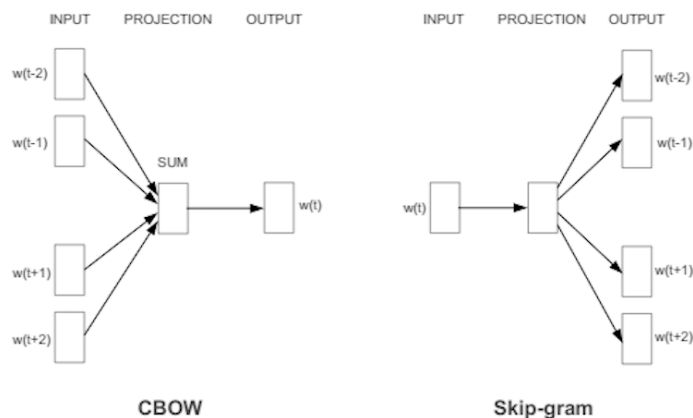 INPUT PROJECTION OUTPUT
w(t-2)
w(t-1)
SUM
w(t)
w(t+1)
w(t+2)
CBOW
INPUT PROJECTION OUTPUT
w(t-2)
w(t-1)
w(t)
w(t+1)
w(t+2)
Skip-gram